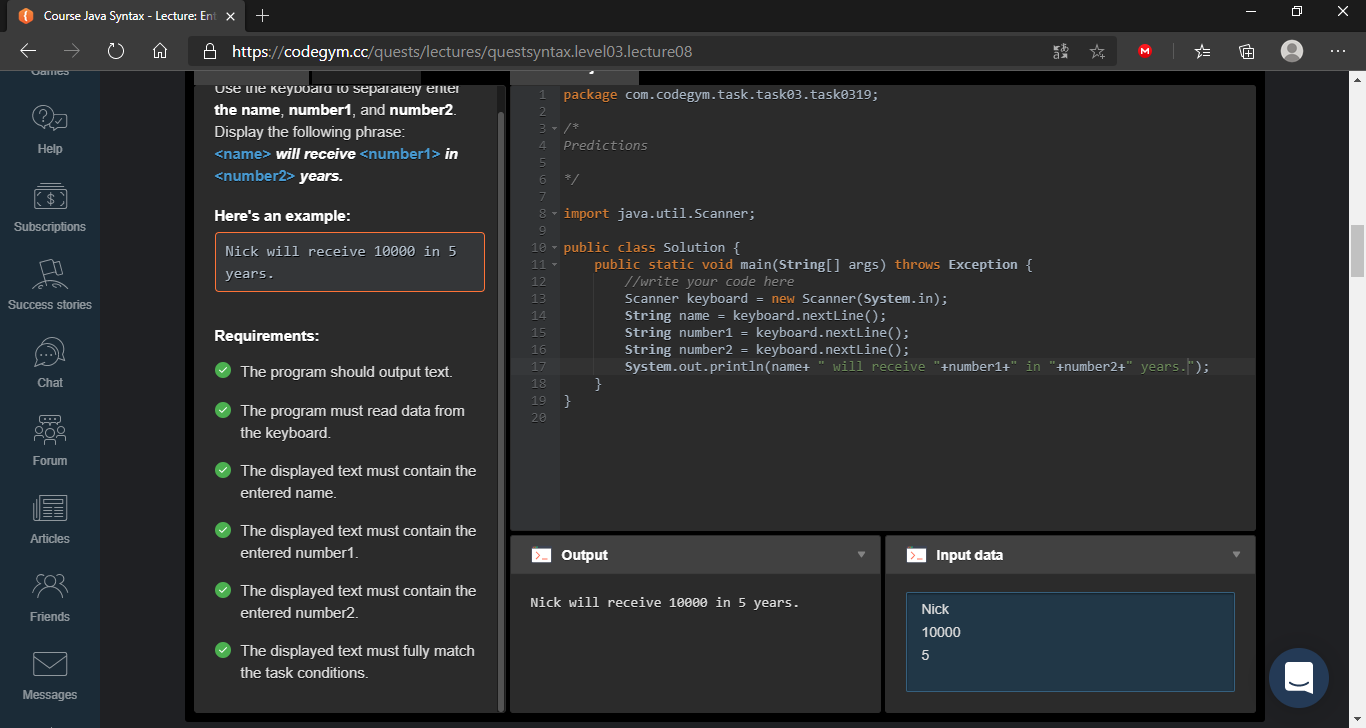 Course Java Syntax - Lecture: En
https://codegym.cc/quests/lectures/questsyntax.level03.lecture08
Games
Help
Subscriptions
Success stories
Chat
Forum
Articles
Friends
Messages
Use the keyboard to separately enter
the name, number1, and number2.
Display the following phrase:
<name> will receive <number1> in
<number2> years.
Here's an example:
Nick will receive 10000 in 5
years.
Requirements:
The program should output text.
The program must read data from
the keyboard.
The displayed text must contain the
entered name.
The displayed text must contain the
entered number1.
The displayed text must contain the
entered number2.
The displayed text must fully match
the task conditions.
1 package com.codegym.task.task03.task0319;
2
3 /*
4 Predictions
5
6 */
7
8 import java.util.Scanner;
9
10 public class Solution {
11 public static void main(String[] args) throws Exception {
12 //write your code here
13 Scanner keyboard = new Scanner(System.in);
14 String name = keyboard.nextLine();
15 String number1 = keyboard.nextLine();
16 String number2 = keyboard.nextLine();
17 System.out.println(name+ " will receive "+number1+" in "+number2+" years.");
18 }
19 }
20
Output
Nick will receive 10000 in 5 years.
Input data
Nick
10000
5